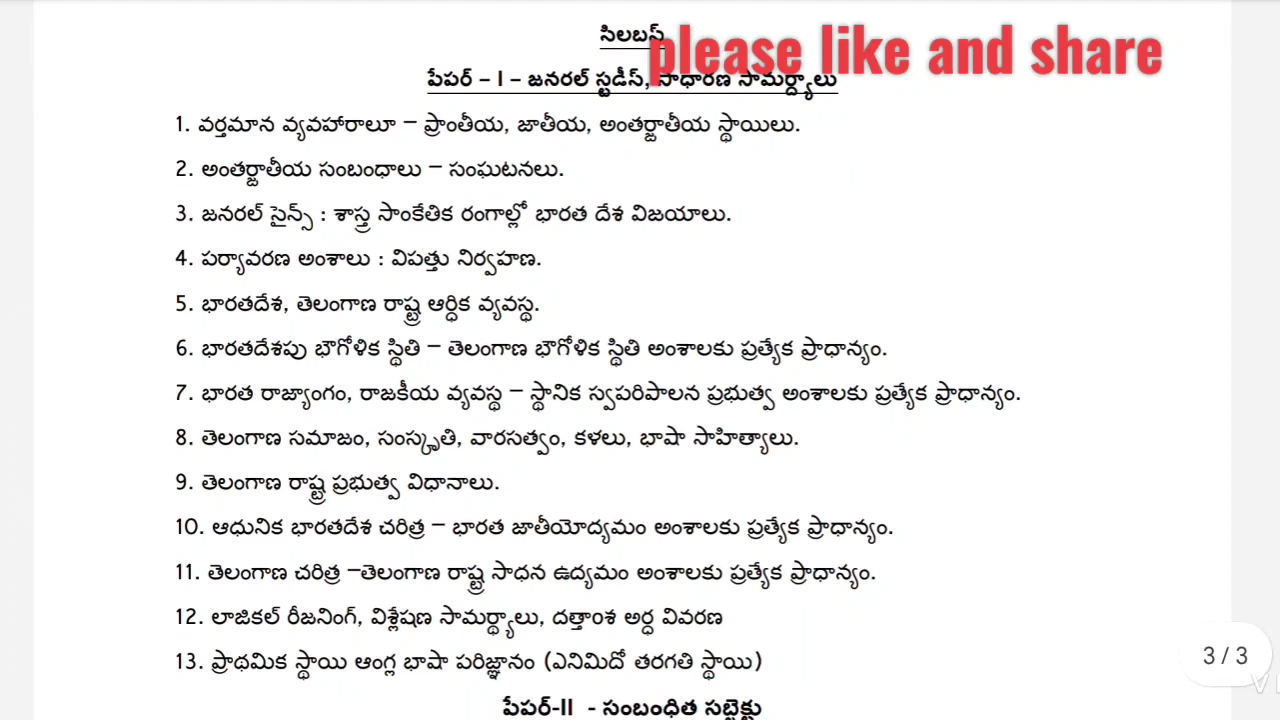 సిలబస్
please like and share
పేపర్ – I – జనరల్ స్టడీస్, సాధారణ సామర్ద్యాలు
1. వర్తమాన వ్యవహారాలూ – ప్రాంతీయ, జాతీయ, అంతర్జాతీయ స్థాయిలు.
2. అంతర్జాతీయ సంబంధాలు – సంఘటనలు.
3. జనరల్ సైన్స్ : శాస్త్ర సాంకేతిక రంగాల్లో భారత దేశ విజయాలు.
4. పర్యావరణ అంశాలు : విపత్తు నిర్వహణ.
5. భారతదేశ, తెలంగాణ రాష్ట్ర ఆర్ధిక వ్యవస్థ.
6. భారతదేశపు భౌగోళిక స్థితి – తెలంగాణ భౌగోళిక స్థితి అంశాలకు ప్రత్యేక ప్రాధాన్యం.
7. భారత రాజ్యాంగం, రాజకీయ వ్యవస్థ – స్థానిక స్వపరిపాలన ప్రభుత్వ అంశాలకు ప్రత్యేక ప్రాధాన్యం.
8. తెలంగాణ సమాజం, సంస్కృతి, వారసత్వం, కళలు, భాషా సాహిత్యాలు.
9. తెలంగాణ రాష్ట్ర ప్రభుత్వ విధానాలు.
10. ఆధునిక భారతదేశ చరిత్ర – భారత జాతీయోద్యమం అంశాలకు ప్రత్యేక ప్రాధాన్యం.
11. తెలంగాణ చరిత్ర –తెలంగాణ రాష్ట్ర సాధన ఉద్యమం అంశాలకు ప్రత్యేక ప్రాధాన్యం.
12. లాజికల్ రీజనింగ్, విశ్లేషణ సామర్థ్యాలు, దత్తాంశ అర్ధ వివరణ
13. ప్రాథమిక స్థాయి ఆంగ్ల భాషా పరిజ్ఞానం (ఎనిమిదో తరగతి స్థాయి)
3 / 3
పేపర్-II - సంబంధిత సబ్జెక్టు